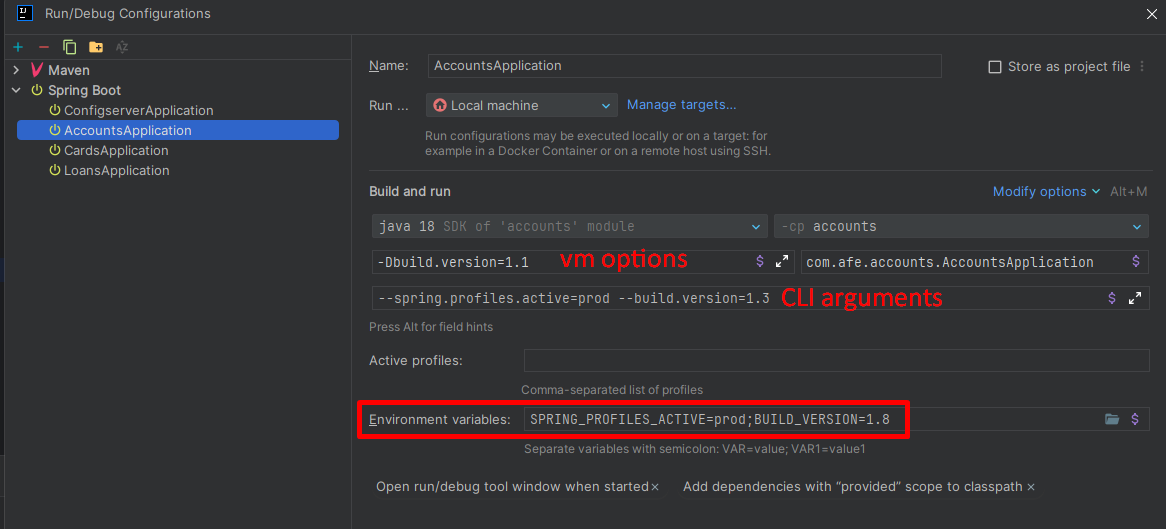 Run/Debug Configurations
Maven
Spring Boot
ConfigserverApplication
AccountsApplication
CardsApplication
LoansApplication
Name: AccountsApplication Store as project file
Run ... Local machine Manage targets...
Run configurations may be executed locally or on a target: for
example in a Docker Container or on a remote host using SSH.
Build and run Modify options Alt+M
java 18 SDK of 'accounts' module -cp accounts
-Dbuild.version=1.1 vm options $ com.afe.accounts.AccountsApplication $
--spring.profiles.active=prod --build.version=1.3 CLI arguments $
Press Alt for field hints
Active profiles:
Comma-separated list of profiles
Environment variables: SPRING_PROFILES_ACTIVE=prod;BUILD_VERSION=1.8 $
Separate variables with semicolon: VAR=value; VAR1=value1
Open run/debug tool window when started× Add dependencies with “provided” scope to classpath ×